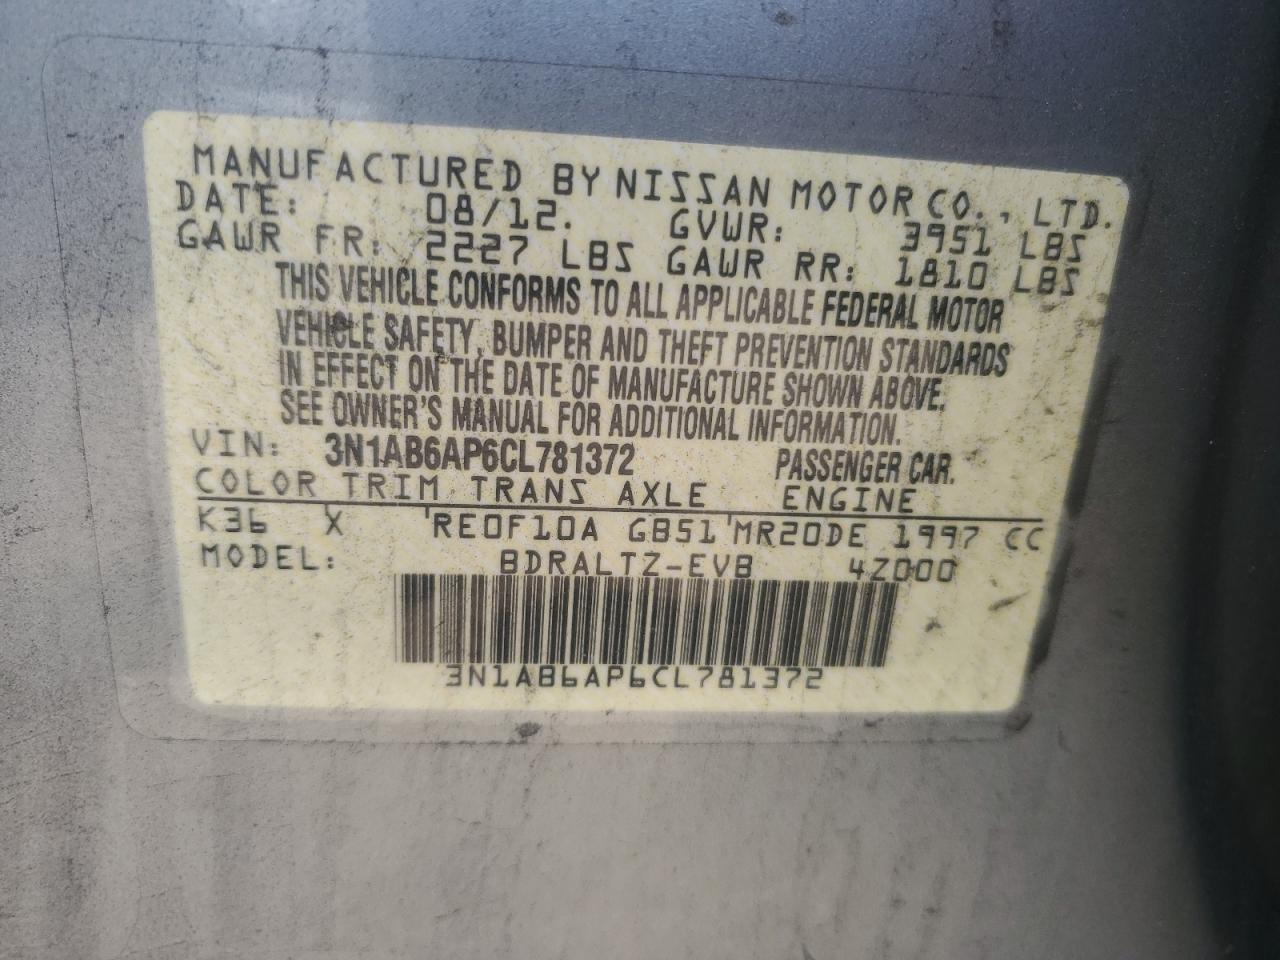 MANUFACTURED BY NISSAN MOTOR CO., LTD.
DATE: 08/12. GVWR: 3951 LBS
GAWR FR: 2227 LBS GAWR RR: 1810 LBS
THIS VEHICLE CONFORMS TO ALL APPLICABLE FEDERAL MOTOR
VEHICLE SAFETY, BUMPER AND THEFT PREVENTION STANDARDS
IN EFFECT ON THE DATE OF MANUFACTURE SHOWN ABOVE.
SEE OWNER'S MANUAL FOR ADDITIONAL INFORMATION.
VIN: 3N1AB6AP6CL781372 PASSENGER CAR.
COLOR TRIM TRANS AXLE ENGINE
K36 X RE0F10A GB51 MR20DE 1997 CC
MODEL: BDRALTZ-EVB 4Z000
3N1AB6AP6CL781372